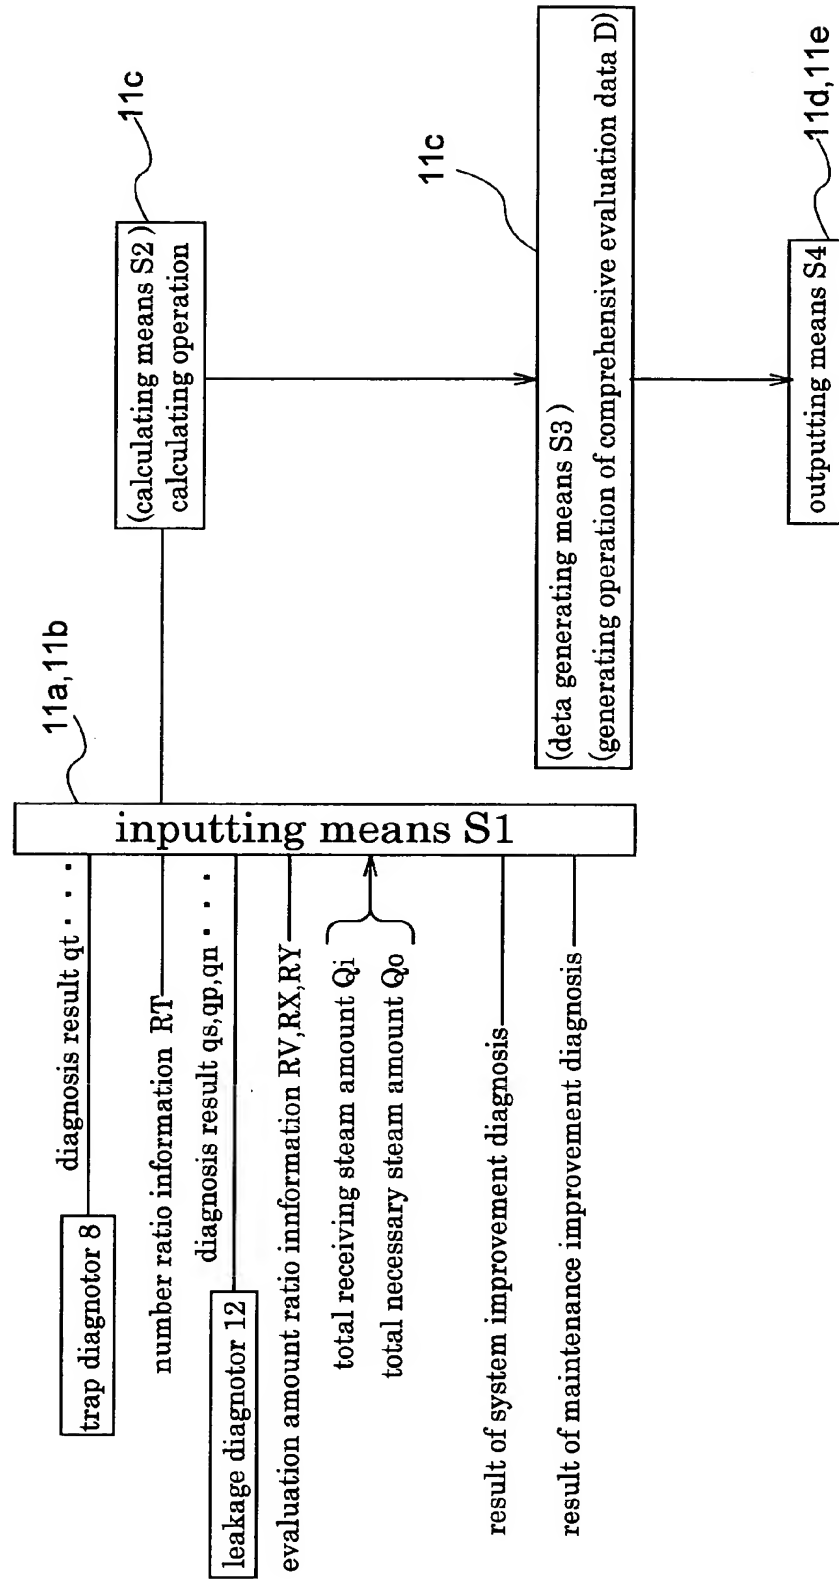 diagnosis result qt · · ·
trap diagnotor 8
number ratio information RT
diagnosis result qs,qp,qn · · ·
leakage diagnotor 12
evaluation amount ratio innformation RV,RX,RY
total receiving steam amount Qi
total necessary steam amount Qo
result of system improvement diagnosis
result of maintenance improvement diagnosis
inputting means S1
11a,11b
(calculating means S2)
calculating operation
11c
(deta generating means S3)
(generating operation of comprehensive evaluation data D)
11c
outputting means S4
11d,11e